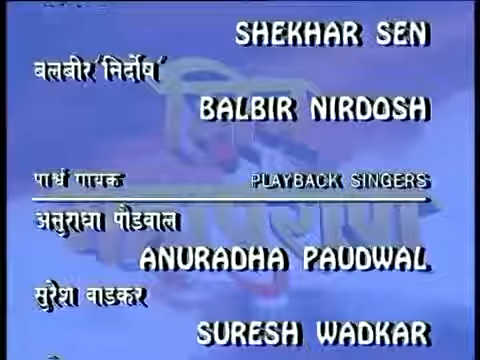 SHEKHAR SEN
बलबीर 'निर्दोष'
BALBIR NIRDOSH
पार्श्व गायक
PLAYBACK SINGERS
अनुराधा पौडवाल
ANURADHA PAUDWAL
सुरेश वाडकर
SURESH WADKAR